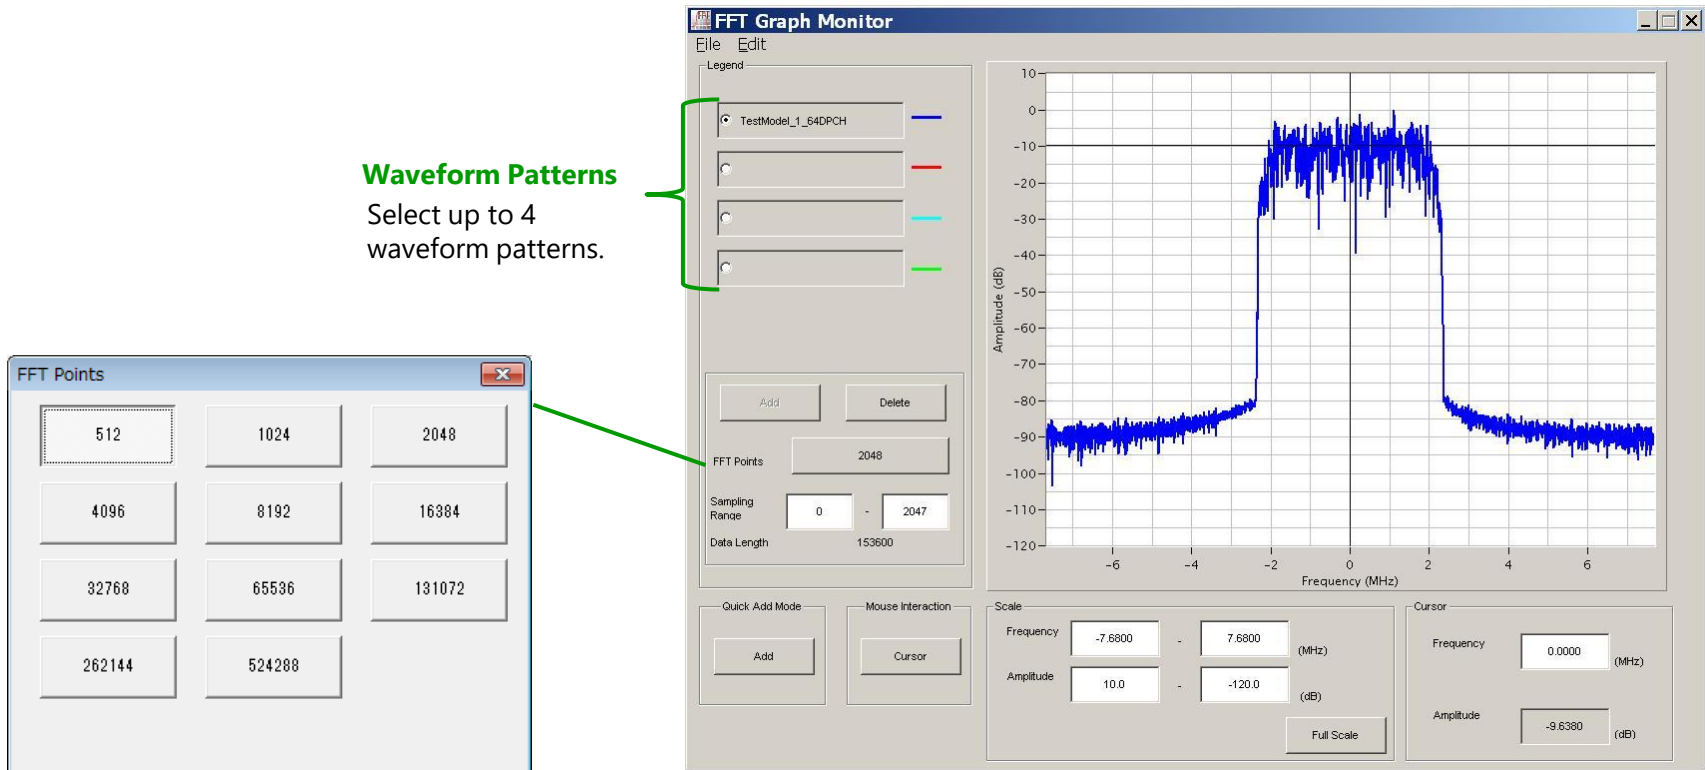 FFT Graph Monitor
File Edit
Legend
TestModel_1_64DPCH
Waveform Patterns
Select up to 4
waveform patterns.
Add Delete
FFT Points 2048
Sampling
Range 0 - 2047
Data Length 153600
Quick Add Mode
Add
Mouse Interaction
Cursor
10
0
-10
-20
-30
-40
-50
-60
-70
-80
-90
-100
-110
-120
Amplitude (dB)
-6 -4 -2 0 2 4 6
Frequency (MHz)
Scale
Frequency -7.6800 - 7.6800 (MHz)
Amplitude 10.0 - -120.0 (dB)
Full Scale
Cursor
Frequency 0.0000 (MHz)
Amplitude -9.6380 (dB)
FFT Points
512 1024 2048
4096 8192 16384
32768 65536 131072
262144 524288